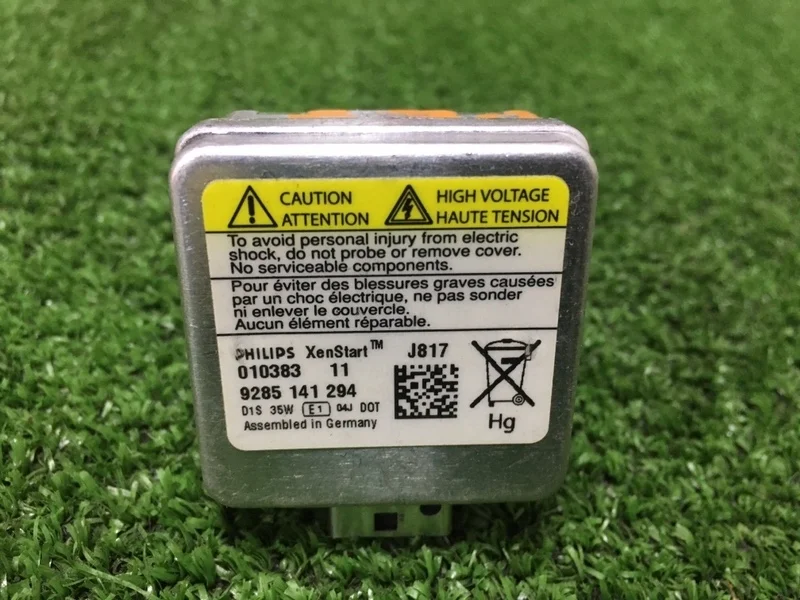 CAUTION
ATTENTION
HIGH VOLTAGE
HAUTE TENSION
To avoid personal injury from electric
shock, do not probe or remove cover.
No serviceable components.
Pour éviter des blessures graves causées
par un choc électrique, ne pas sonder
ni enlever le couvercle.
Aucun élément réparable.
PHILIPS XenStart™ J817
010383 11
9285 141 294
D1S 35W E1 04J DOT
Assembled in Germany
Hg